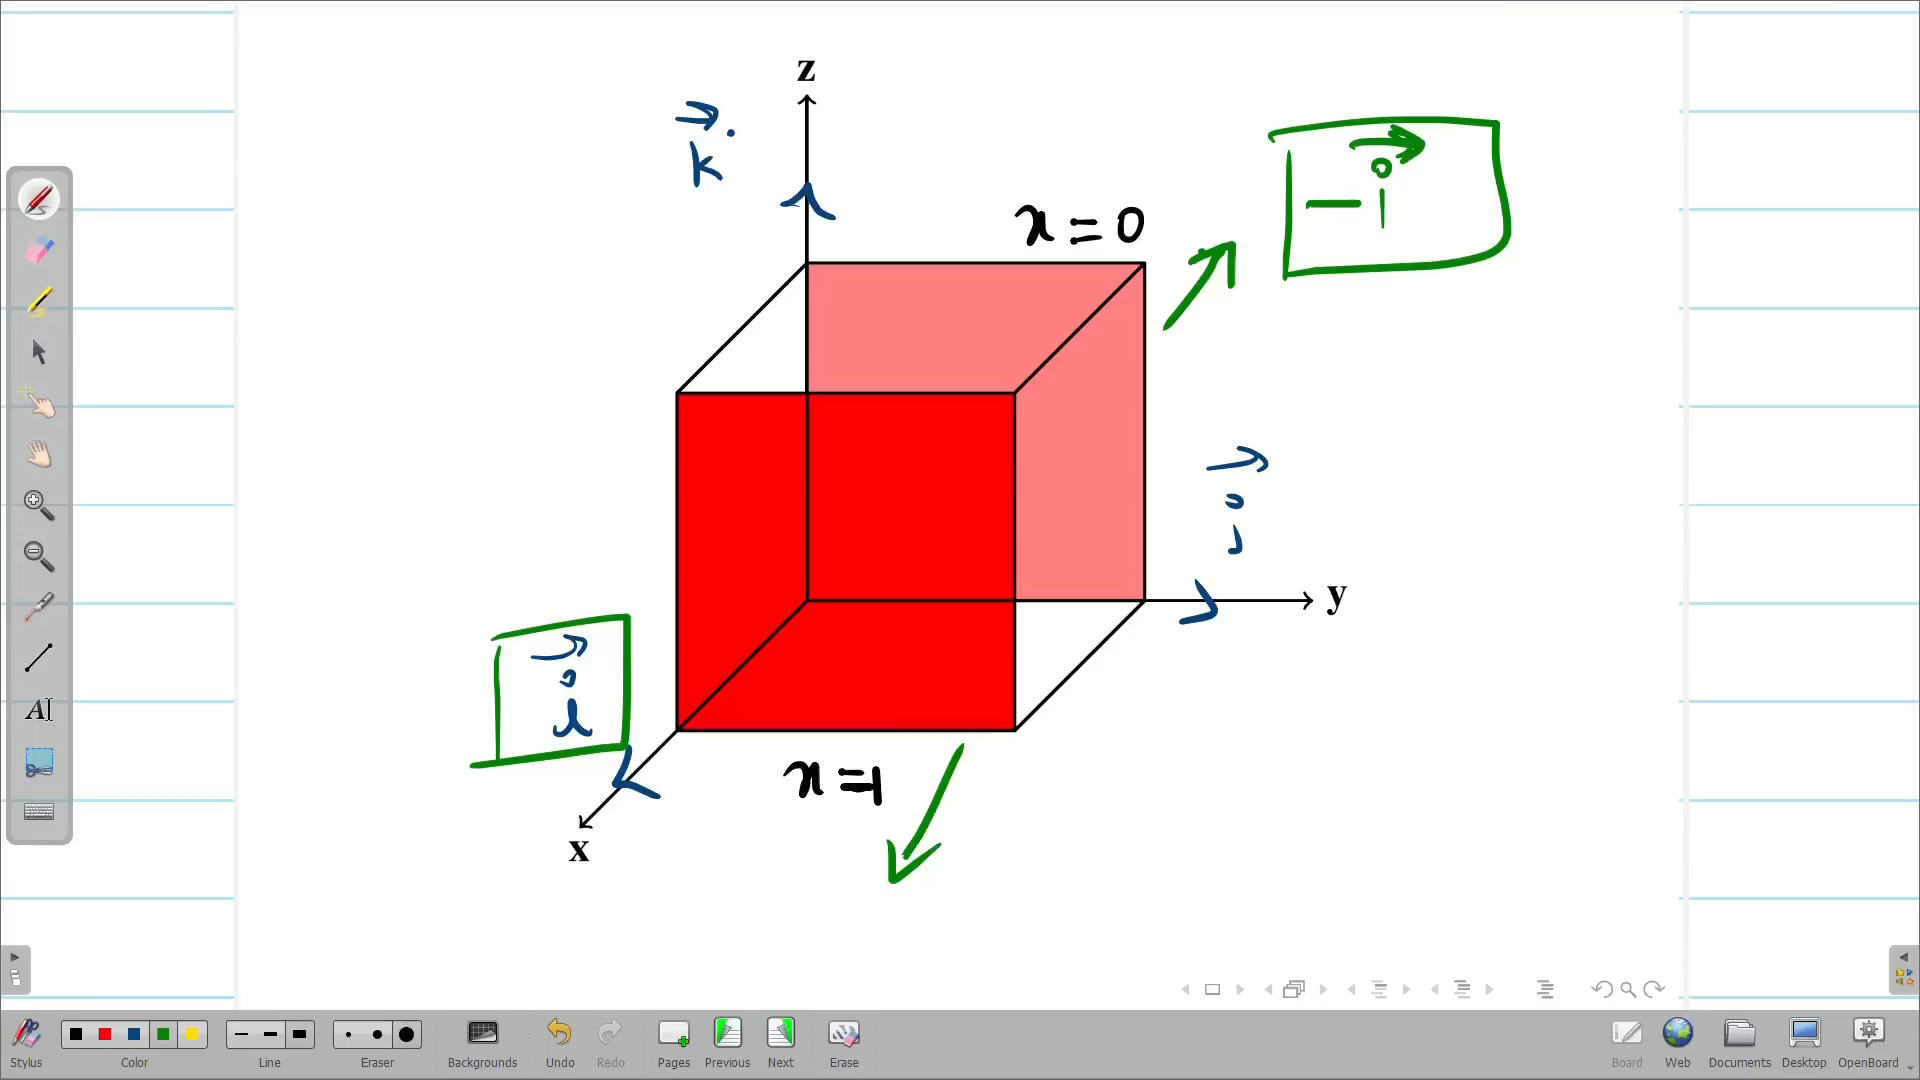 z
k
x = 0
- i
j
y
i
x = 1
x
A
Stylus
Color
Line
Eraser
Backgrounds
Undo
Redo
Pages
Previous
Next
Erase
Board
Web
Documents
Desktop
OpenBoard